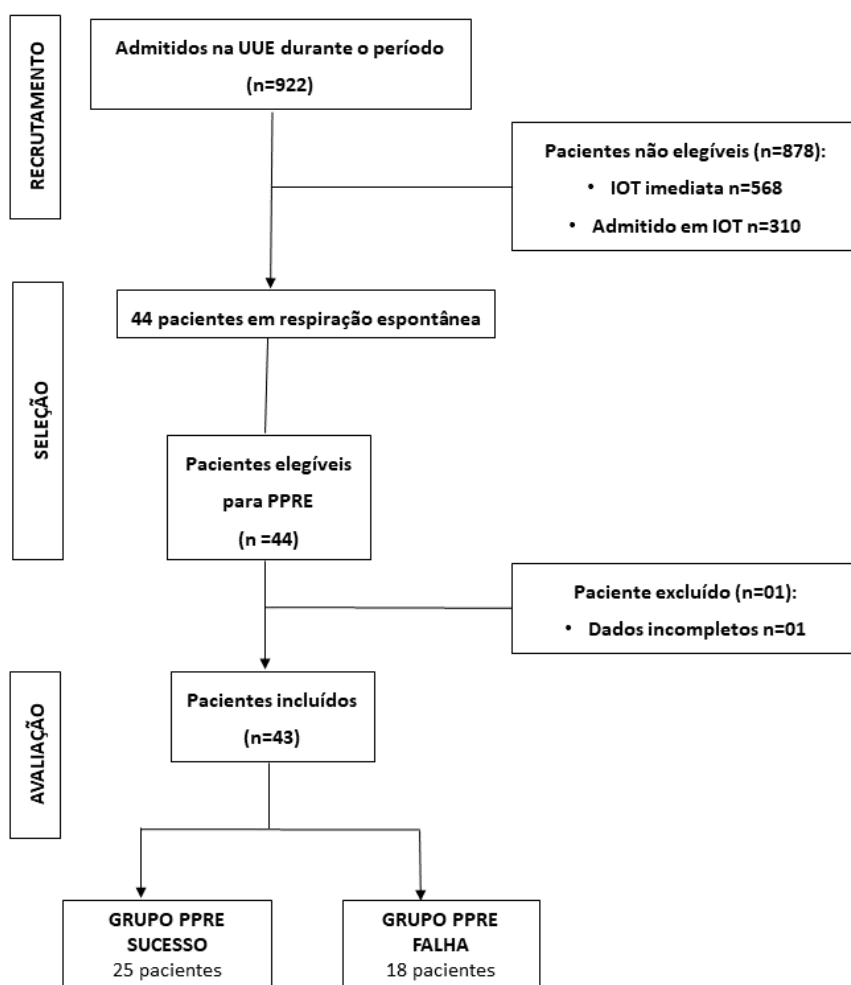 RECRUTAMENTO
Admitidos na UUE durante o período
(n=922)
Pacientes não elegíveis (n=878):
• IOT imediata n=568
• Admitido em IOT n=310
SELEÇÃO
44 pacientes em respiração espontânea
Pacientes elegíveis
para PPRE
(n =44)
Paciente excluído (n=01):
• Dados incompletos n=01
AVALIAÇÃO
Pacientes incluídos
(n=43)
GRUPO PPRE
SUCESSO
25 pacientes
GRUPO PPRE
FALHA
18 pacientes